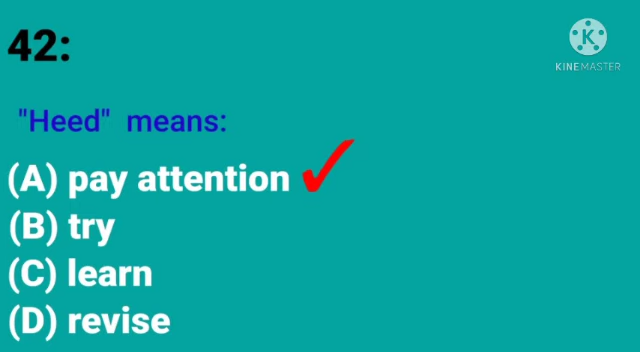 42:
K
KINEMASTER
"Heed" means:
(A) pay attention
(B) try
(C) learn
(D) revise